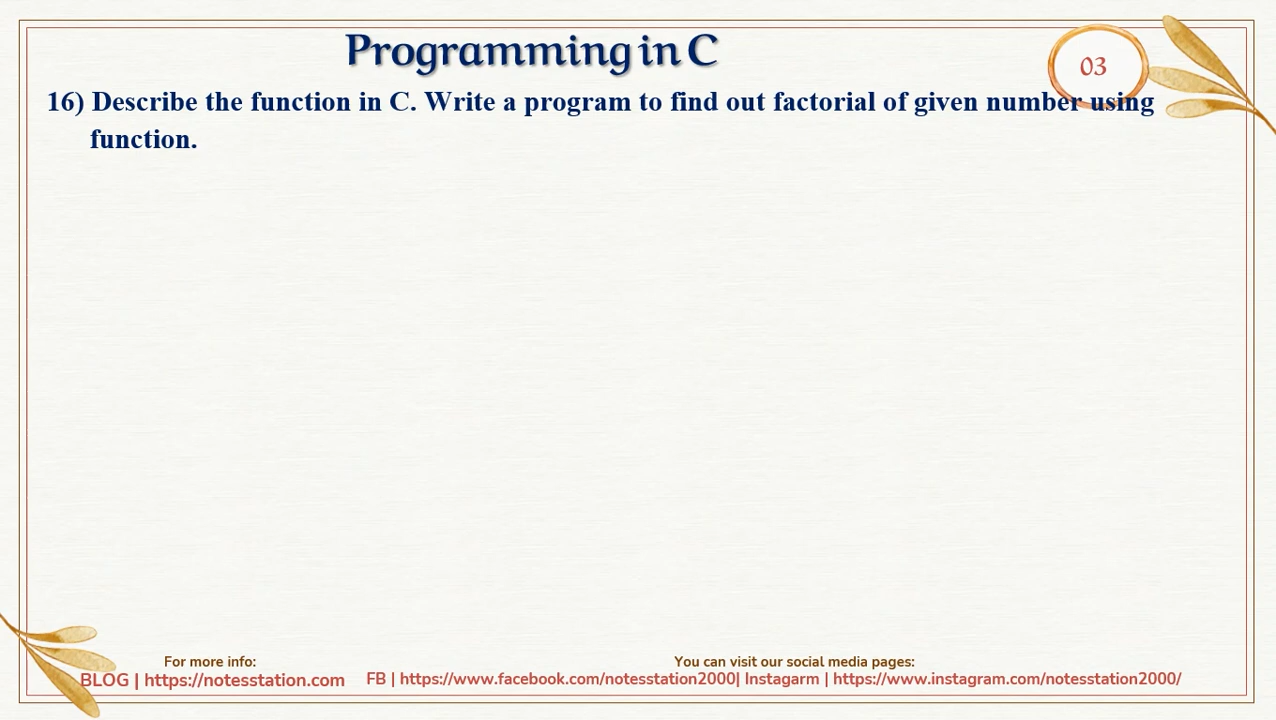 Programming in C
03
16) Describe the function in C. Write a program to find out factorial of given number using
function.
For more info:
BLOG | https://notesstation.com
You can visit our social media pages:
FB | https://www.facebook.com/notesstation2000| Instagarm | https://www.instagram.com/notesstation2000/